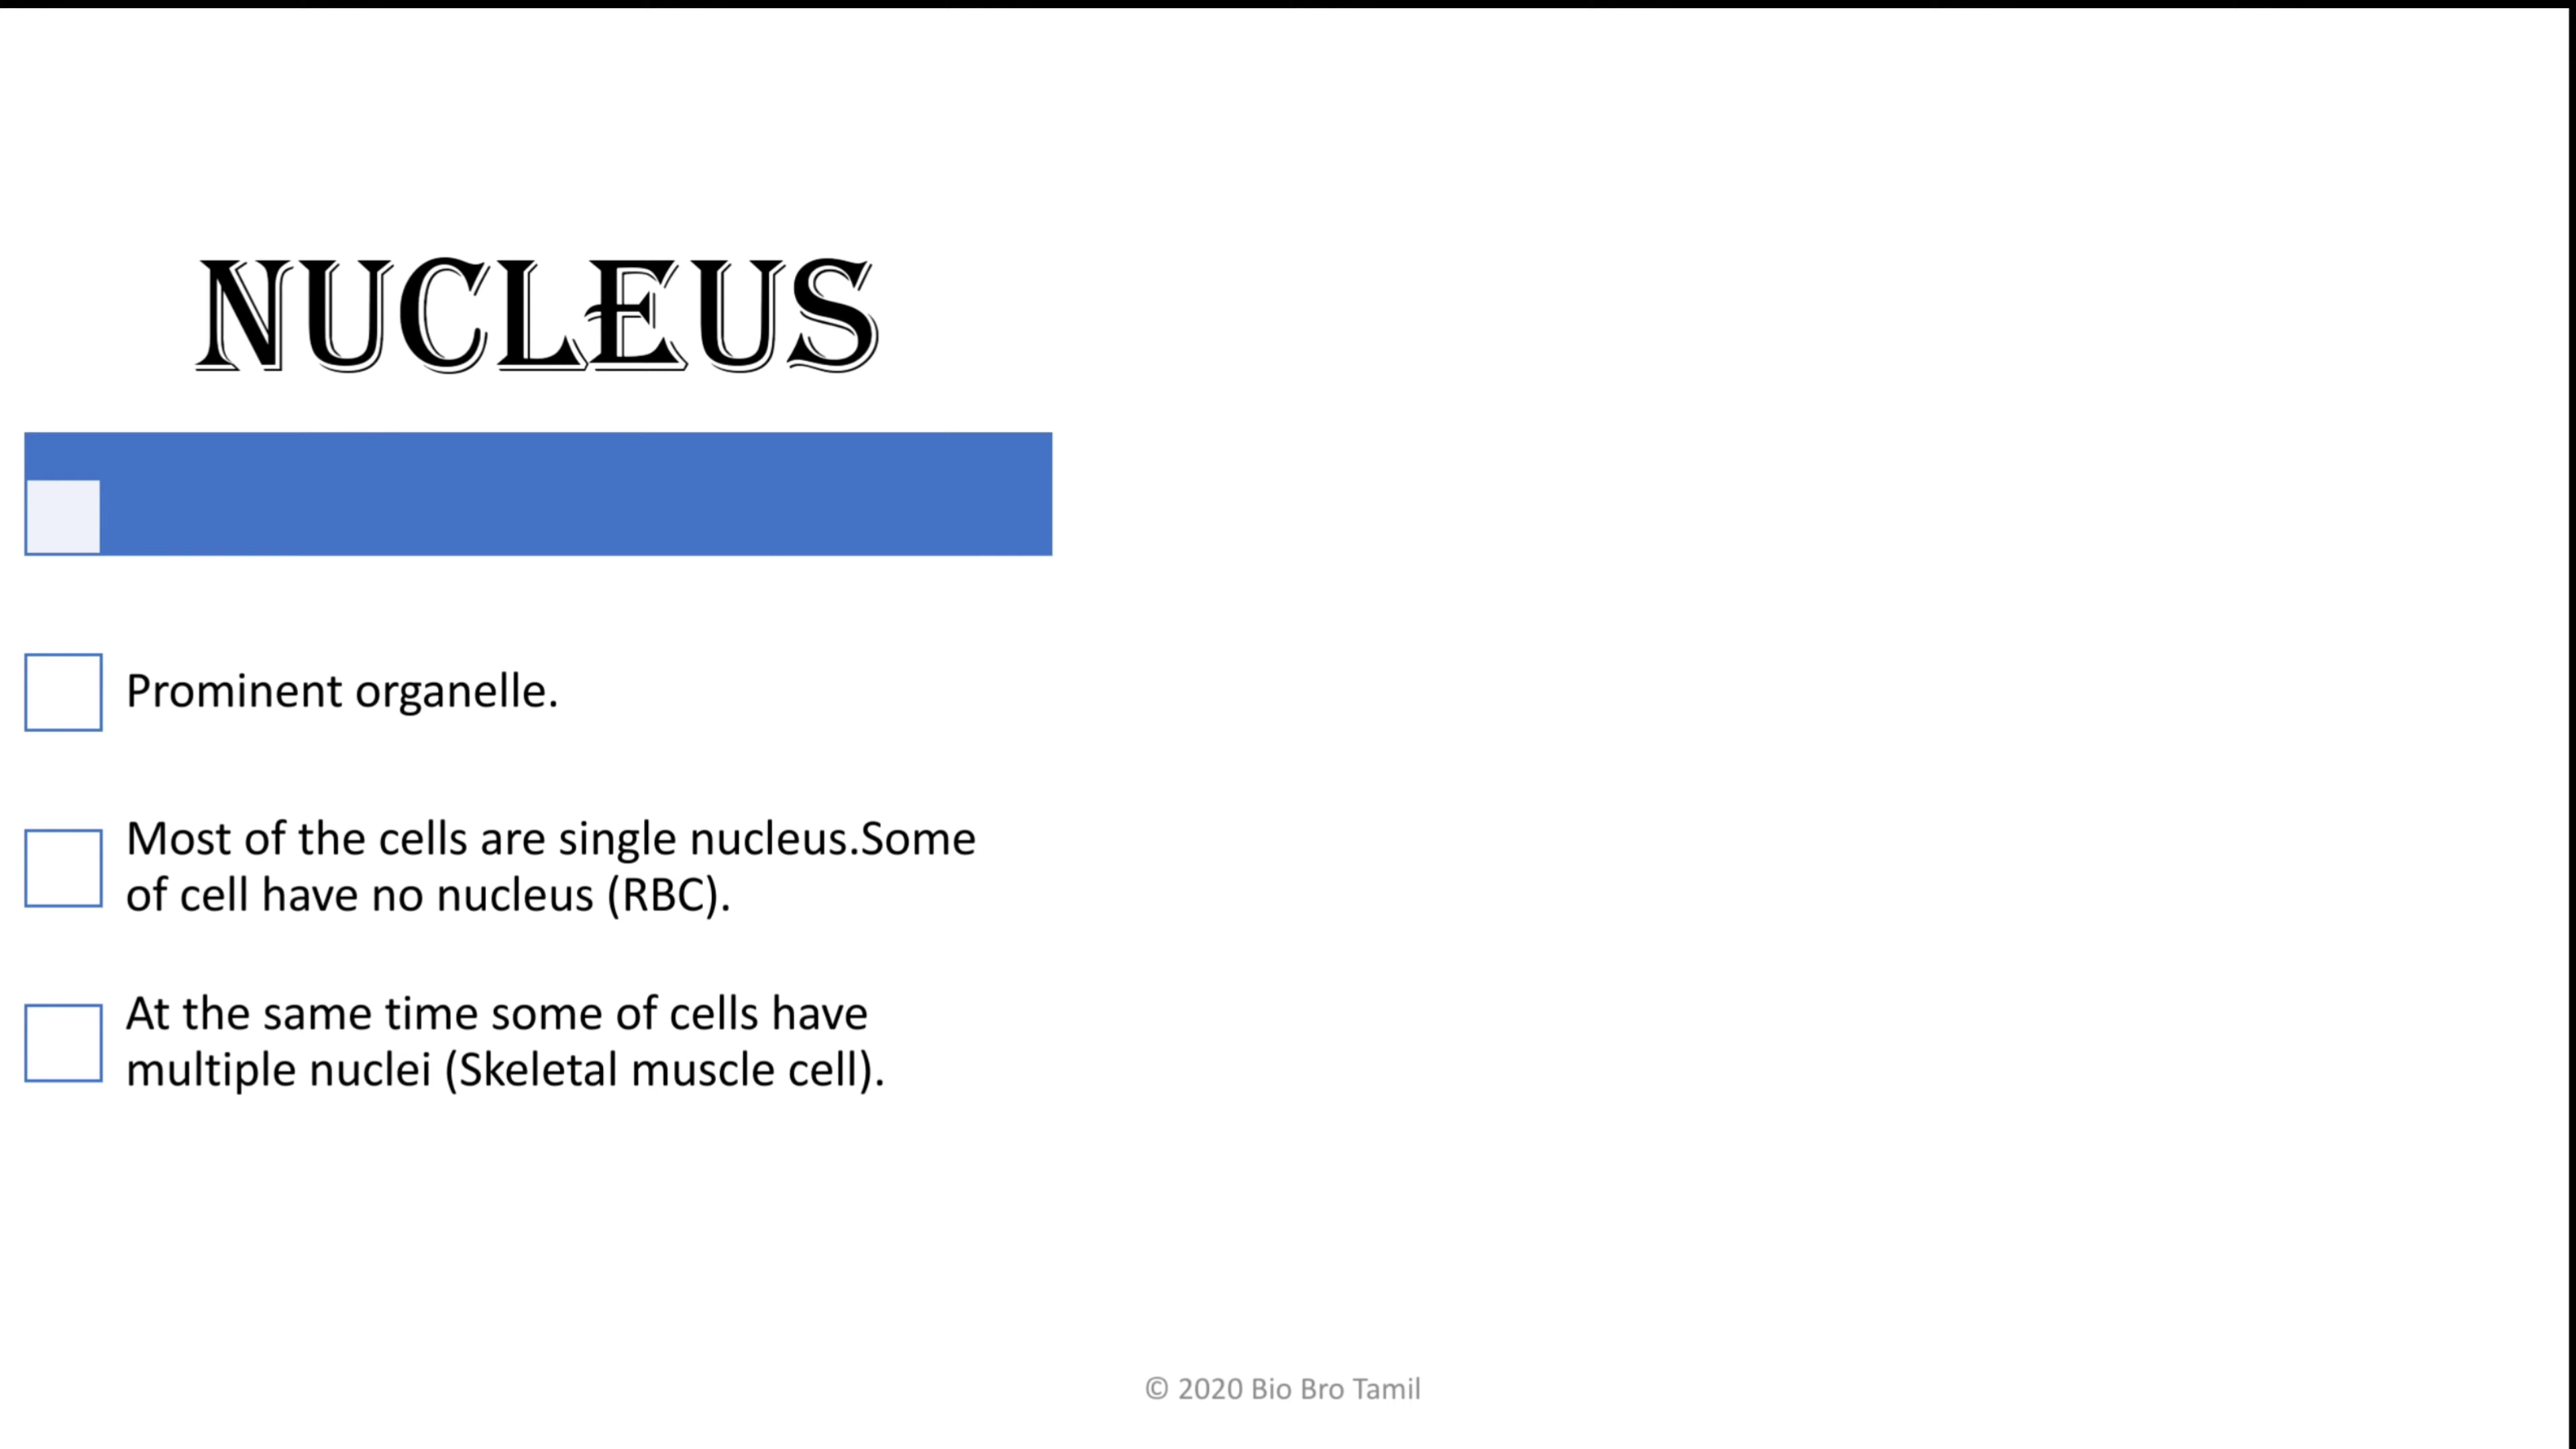 NUCLEUS
Prominent organelle.
Most of the cells are single nucleus.Some
of cell have no nucleus (RBC).
At the same time some of cells have
multiple nuclei (Skeletal muscle cell).
© 2020 Bio Bro Tamil